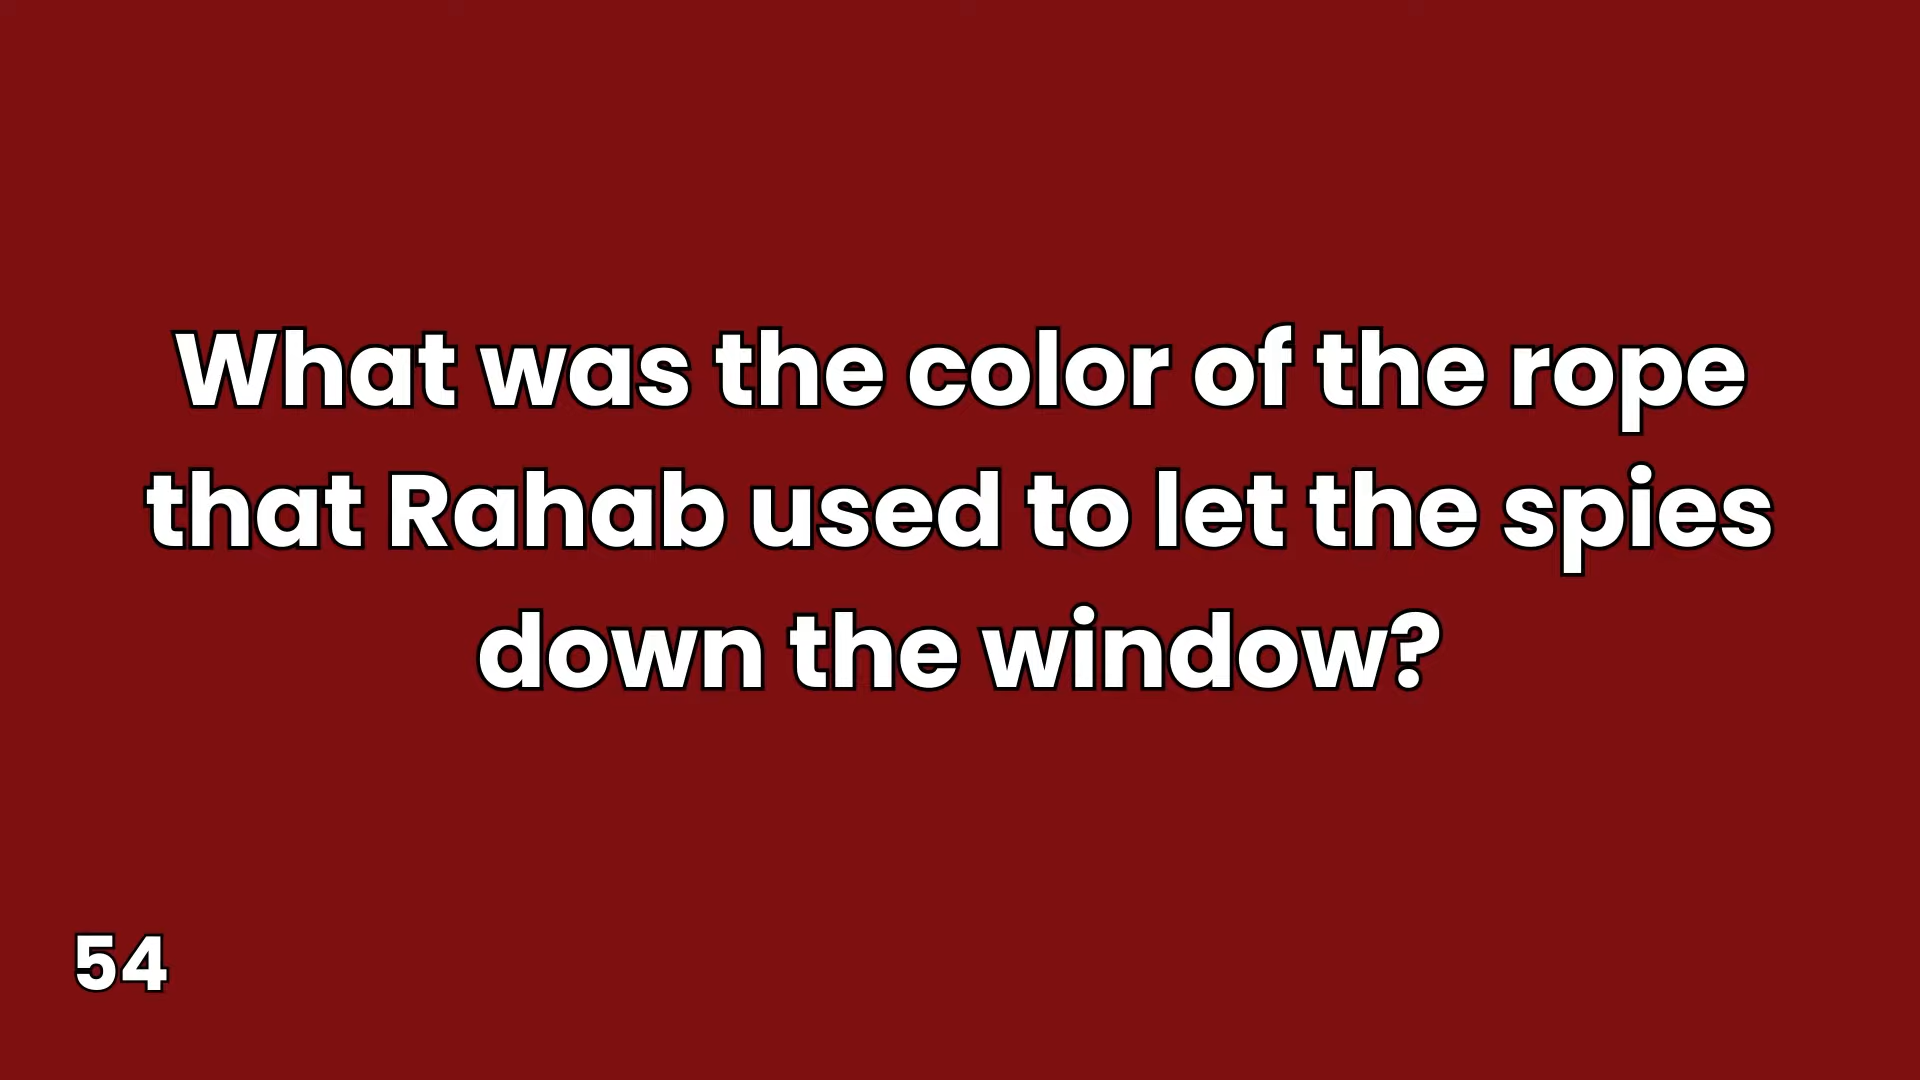 What was the color of the rope
that Rahab used to let the spies
down the window?
54